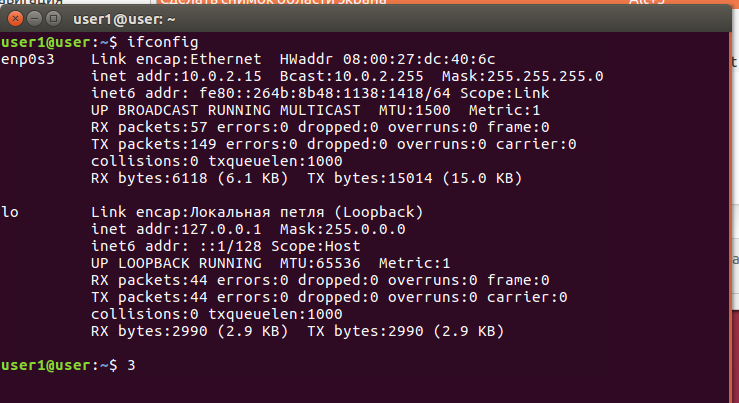 Сделать снимок области экрана
user1@user: ~
user1@user:~$ ifconfig
enp0s3    Link encap:Ethernet  HWaddr 08:00:27:dc:40:6c
inet addr:10.0.2.15  Bcast:10.0.2.255  Mask:255.255.255.0
inet6 addr: fe80::264b:8b48:1138:1418/64 Scope:Link
UP BROADCAST RUNNING MULTICAST  MTU:1500  Metric:1
RX packets:57 errors:0 dropped:0 overruns:0 frame:0
TX packets:149 errors:0 dropped:0 overruns:0 carrier:0
collisions:0 txqueuelen:1000
RX bytes:6118 (6.1 KB)  TX bytes:15014 (15.0 KB)
lo        Link encap:Локальная петля (Loopback)
inet addr:127.0.0.1  Mask:255.0.0.0
inet6 addr: ::1/128 Scope:Host
UP LOOPBACK RUNNING  MTU:65536  Metric:1
RX packets:44 errors:0 dropped:0 overruns:0 frame:0
TX packets:44 errors:0 dropped:0 overruns:0 carrier:0
collisions:0 txqueuelen:1000
RX bytes:2990 (2.9 KB)  TX bytes:2990 (2.9 KB)
user1@user:~$ 3